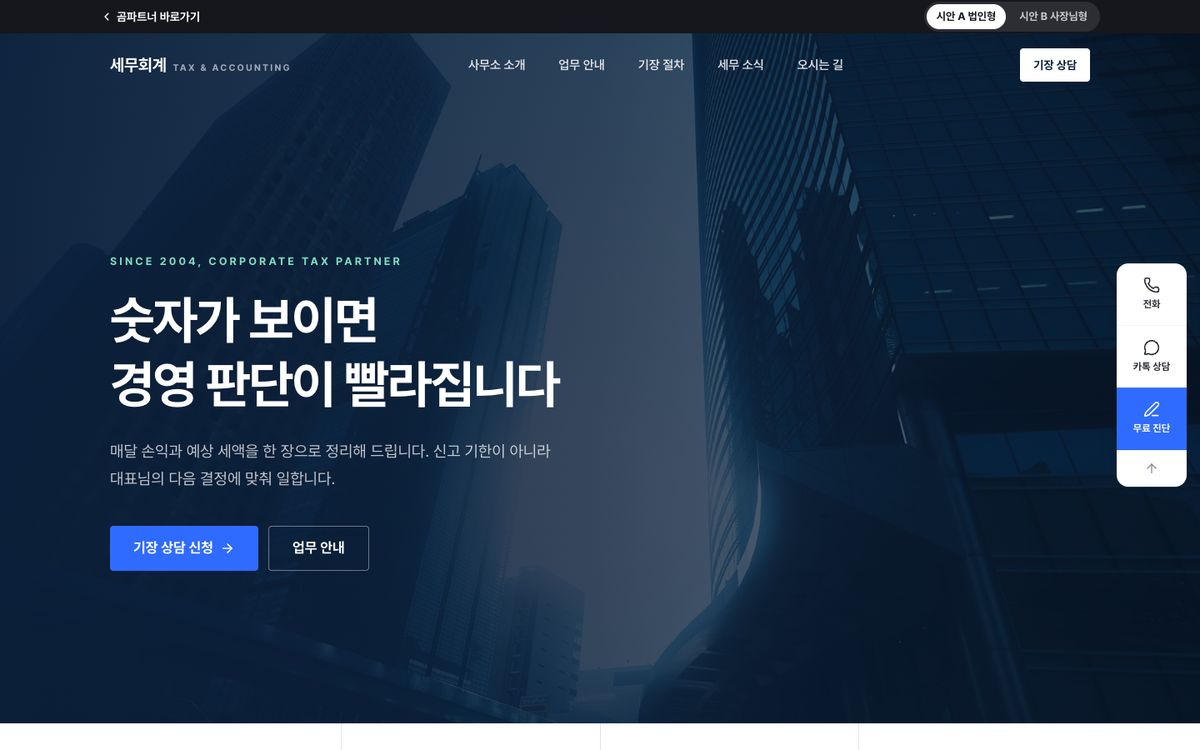 곰파트너 바로가기
시안 A 법인형
시안 B 사장님형
세무회계 TAX & ACCOUNTING
사무소 소개
업무 안내
기장 절차
세무 소식
오시는 길
기장 상담
SINCE 2004, CORPORATE TAX PARTNER
숫자가 보이면
경영 판단이 빨라집니다
매달 손익과 예상 세액을 한 장으로 정리해 드립니다. 신고 기한이 아니라
대표님의 다음 결정에 맞춰 일합니다.
기장 상담 신청
업무 안내
전화
카톡 상담
무료 진단